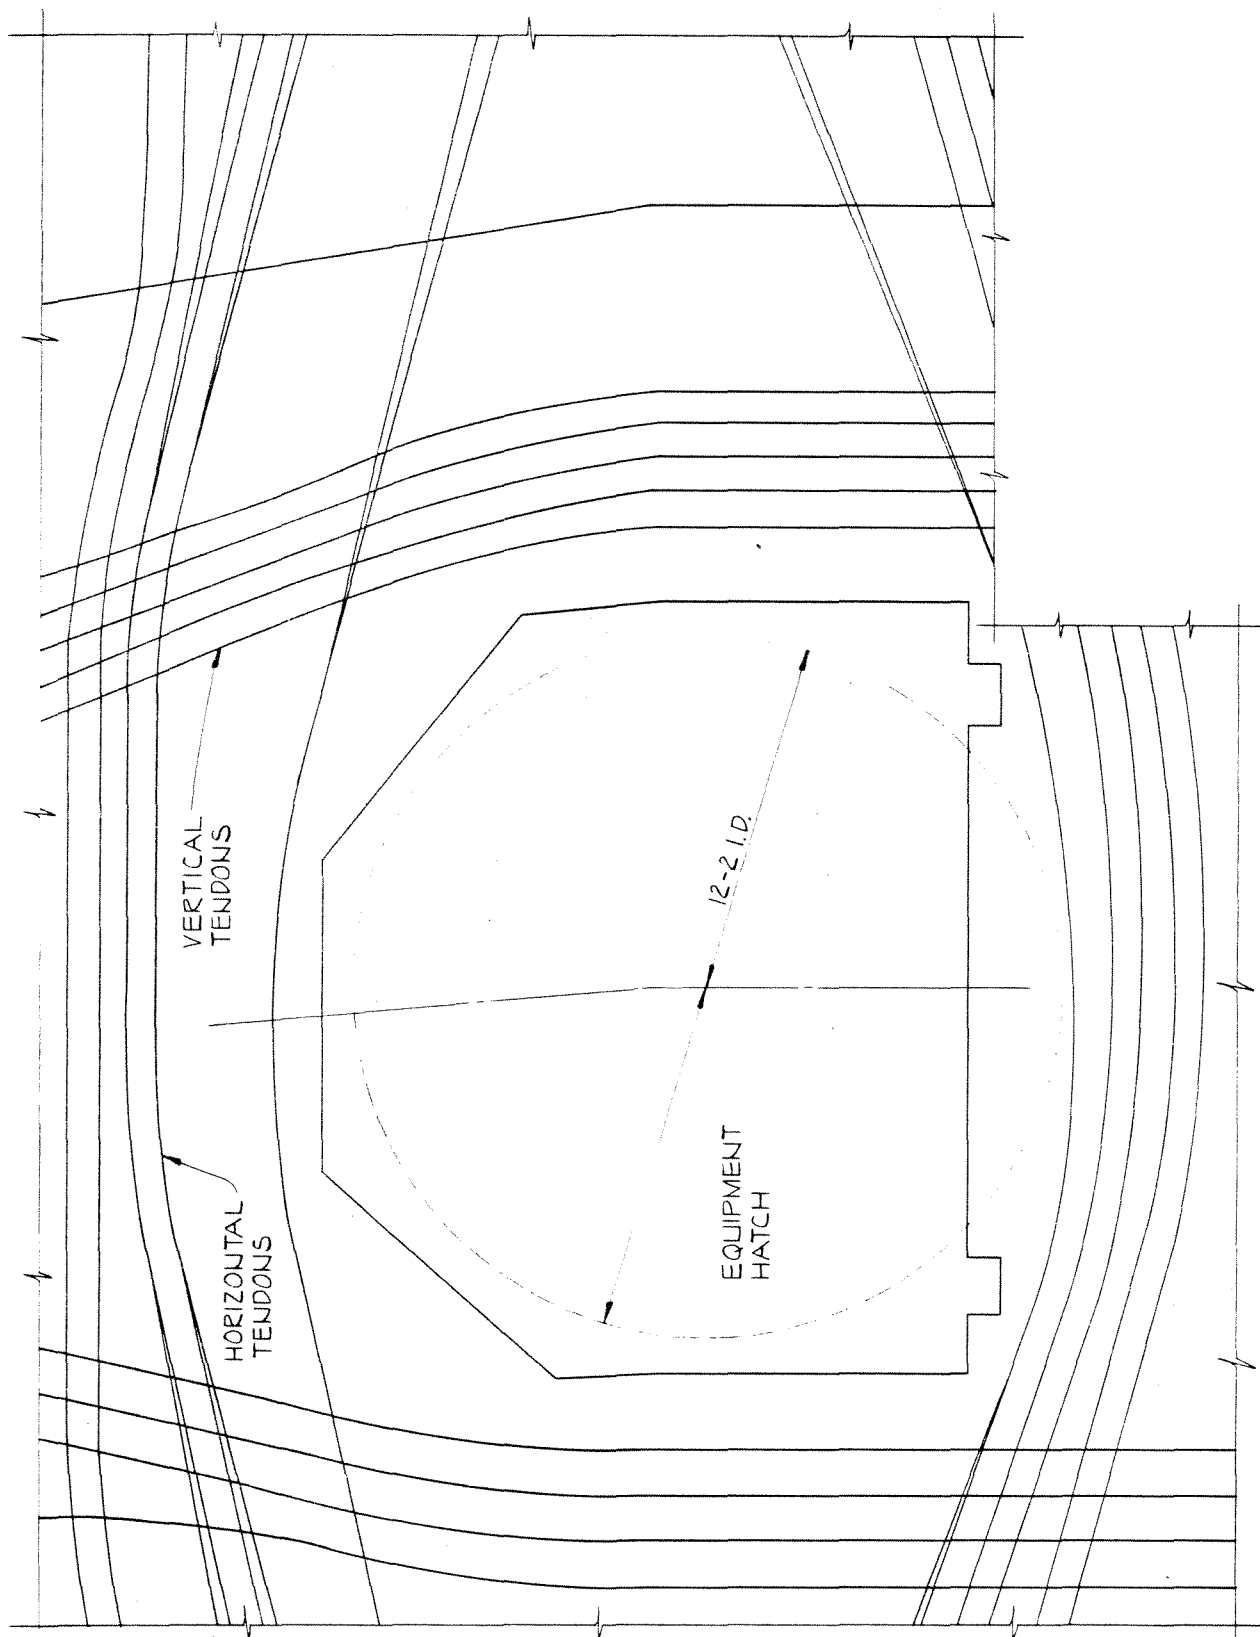 VERTICAL
TENDONS
12-2 I.D.
HORIZONTAL
TENDONS
EQUIPMENT
HATCH